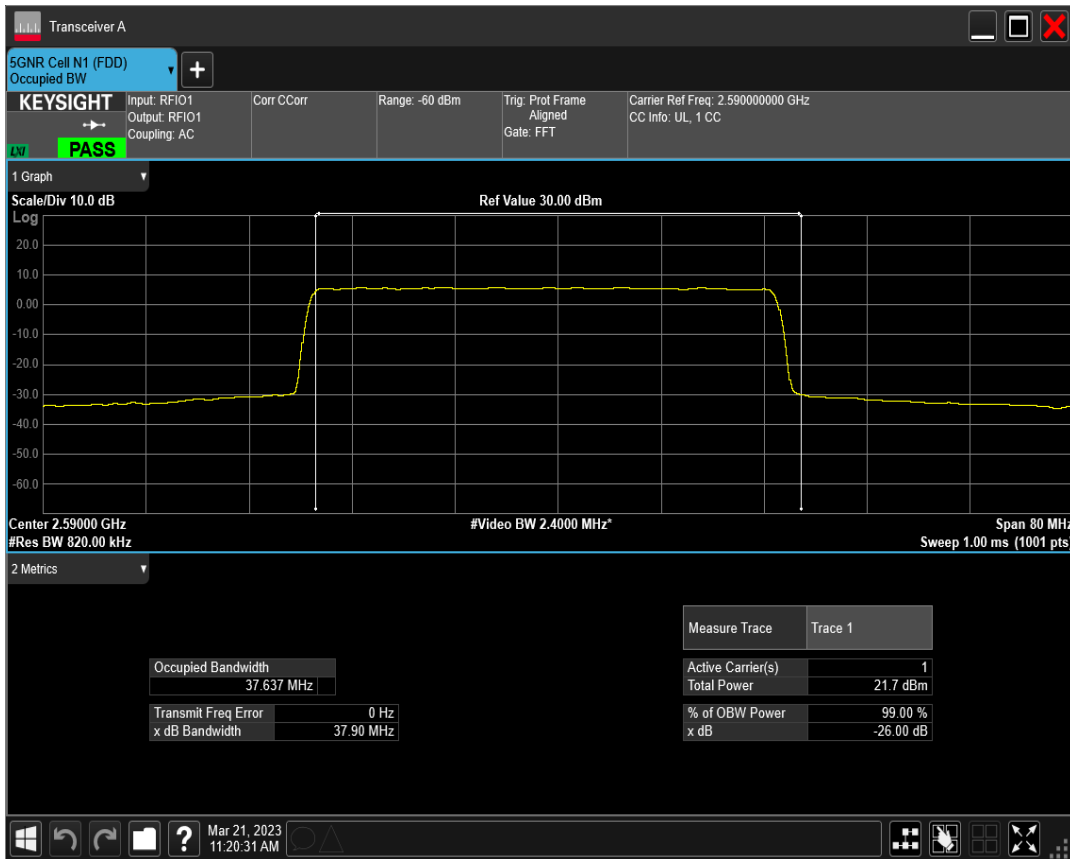 Transceiver A
5GNR Cell N1 (FDD)
Occupied BW
+
KEYSIGHT
LXI
PASS
Input: RFIO1
Output: RFIO1
Coupling: AC
Corr CCorr
Range: -60 dBm
Trig: Prot Frame
Aligned
Gate: FFT
Carrier Ref Freq: 2.590000000 GHz
CC Info: UL, 1 CC
1 Graph
Scale/Div 10.0 dB
Ref Value 30.00 dBm
Log
20.0
10.0
0.00
-10.0
-20.0
-30.0
-40.0
-50.0
-60.0
Center 2.59000 GHz
#Video BW 2.4000 MHz*
Span 80 MHz
#Res BW 820.00 kHz
Sweep 1.00 ms (1001 pts)
2 Metrics
Measure Trace Trace 1
Occupied Bandwidth
37.637 MHz
Active Carrier(s) 1
Total Power 21.7 dBm
Transmit Freq Error 0 Hz
x dB Bandwidth 37.90 MHz
% of OBW Power 99.00 %
x dB -26.00 dB
?
Mar 21, 2023
11:20:31 AM